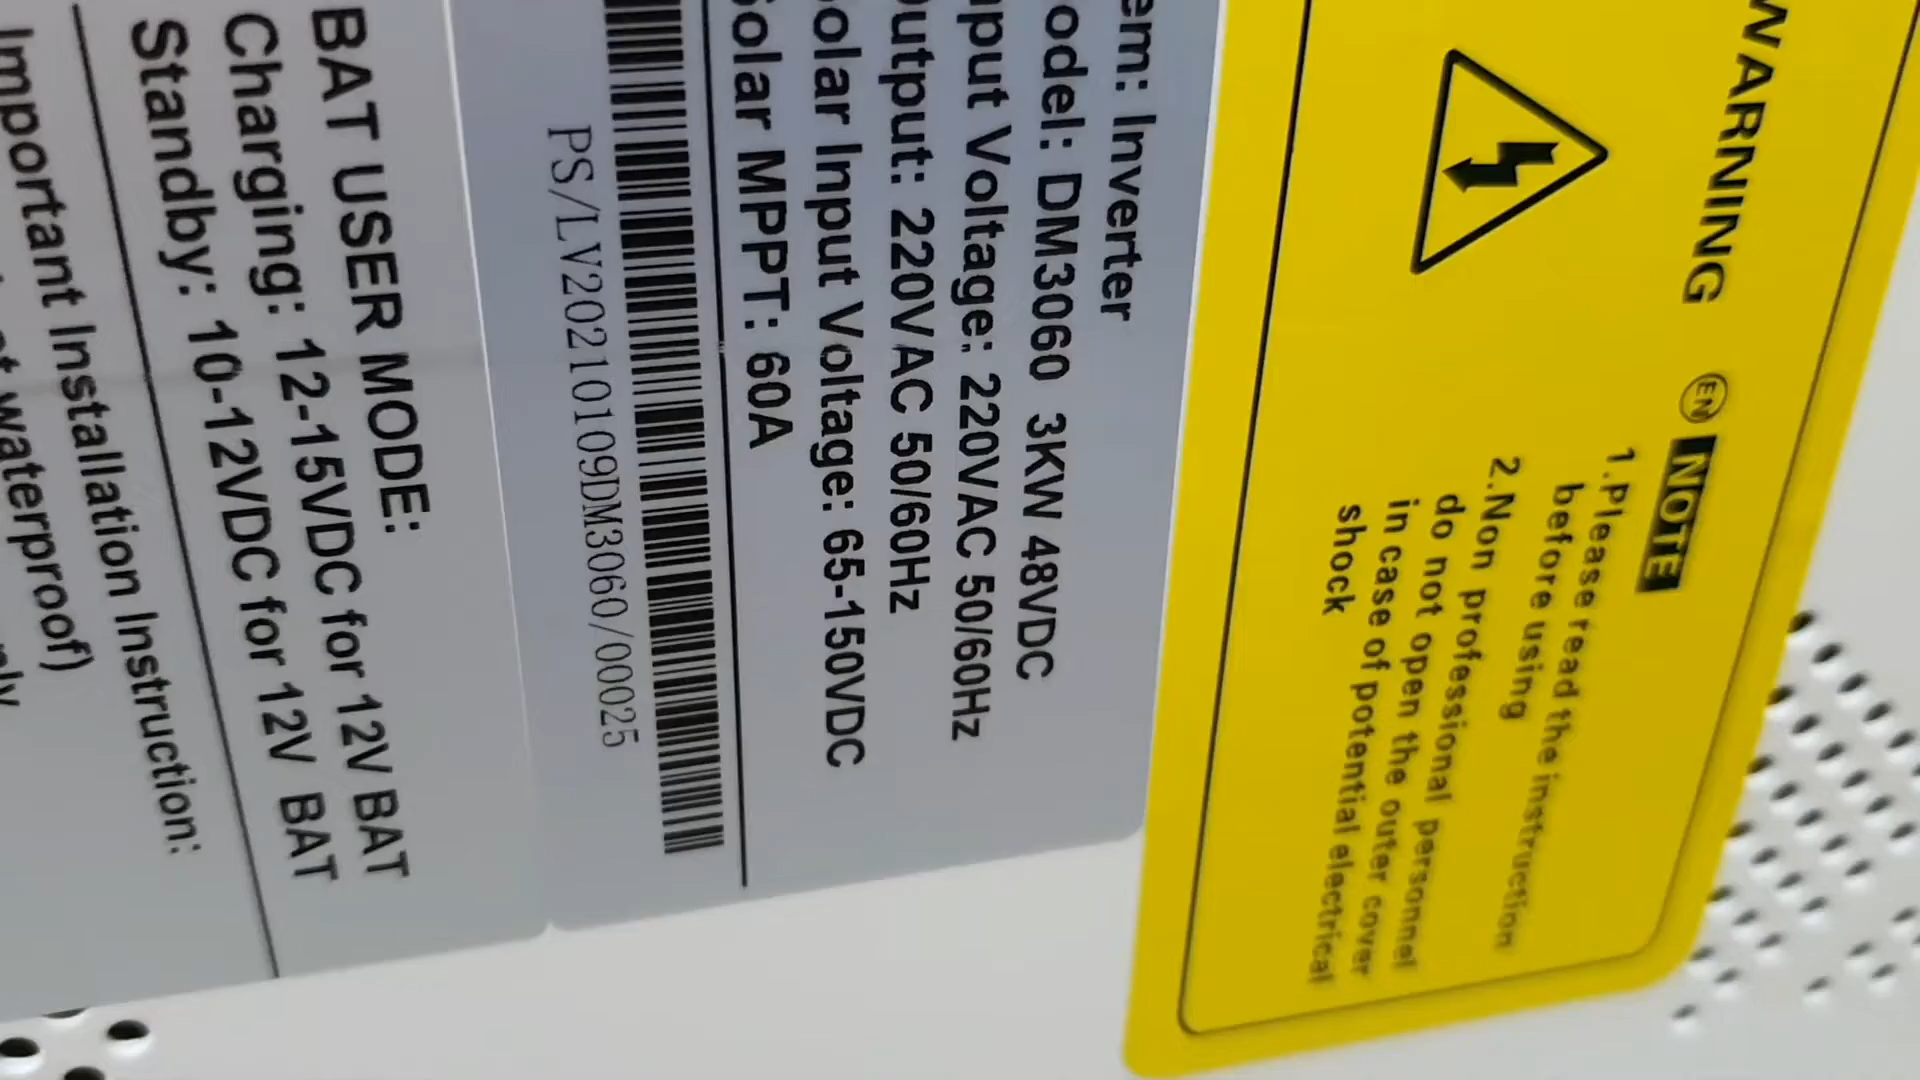 WARNING
EN NOTE
1.Please read the instruction
before using
2.Non professional personnel
do not open the outer cover
in case of potential electrical
shock
em: Inverter
odel: DM3060 3KW 48VDC
nput Voltage: 220VAC 50/60Hz
utput: 220VAC 50/60Hz
olar Input Voltage: 65-150VDC
Solar MPPT: 60A
PS/LV20210109DM3060/00025
BAT USER MODE:
Charging: 12-15VDC for 12V BAT
Standby: 10-12VDC for 12V BAT
Important Installation Instruction:
waterproof)